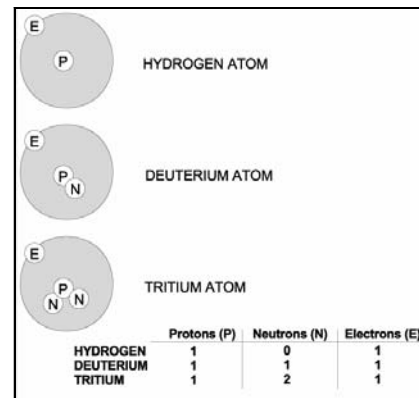 E
P
HYDROGEN ATOM
E
P
N
DEUTERIUM ATOM
E
P
N N
TRITIUM ATOM
Protons (P) Neutrons (N) Electrons (E)
HYDROGEN 1 0 1
DEUTERIUM 1 1 1
TRITIUM 1 2 1